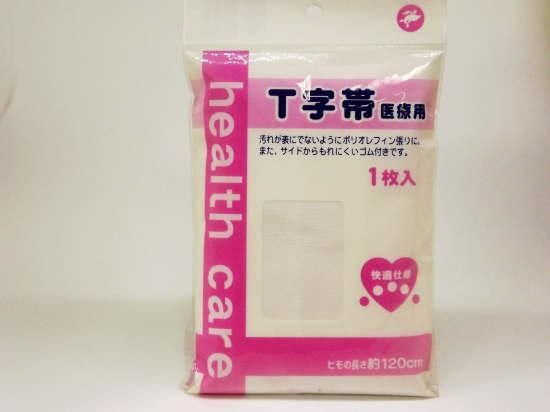 health care
T字帯 医療用
汚れが表にでないようにポリオレフィン張りに、
また、サイドからもれにくいゴム付きです。
1枚入
快適仕様
ヒモの長さ 約120cm